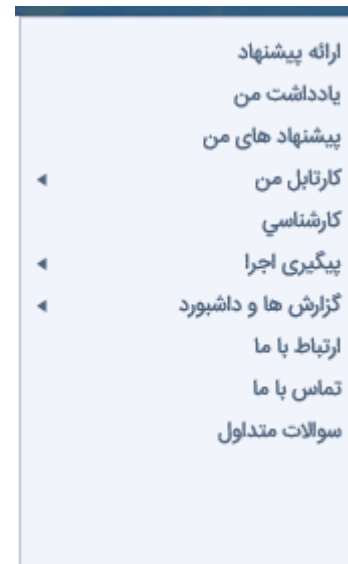 ارائه پیشنهاد
یادداشت من
پیشنهاد های من
کارتابل من
کارشناسي
پیگیری اجرا
گزارش ها و داشبورد
ارتباط با ما
تماس با ما
سوالات متداول